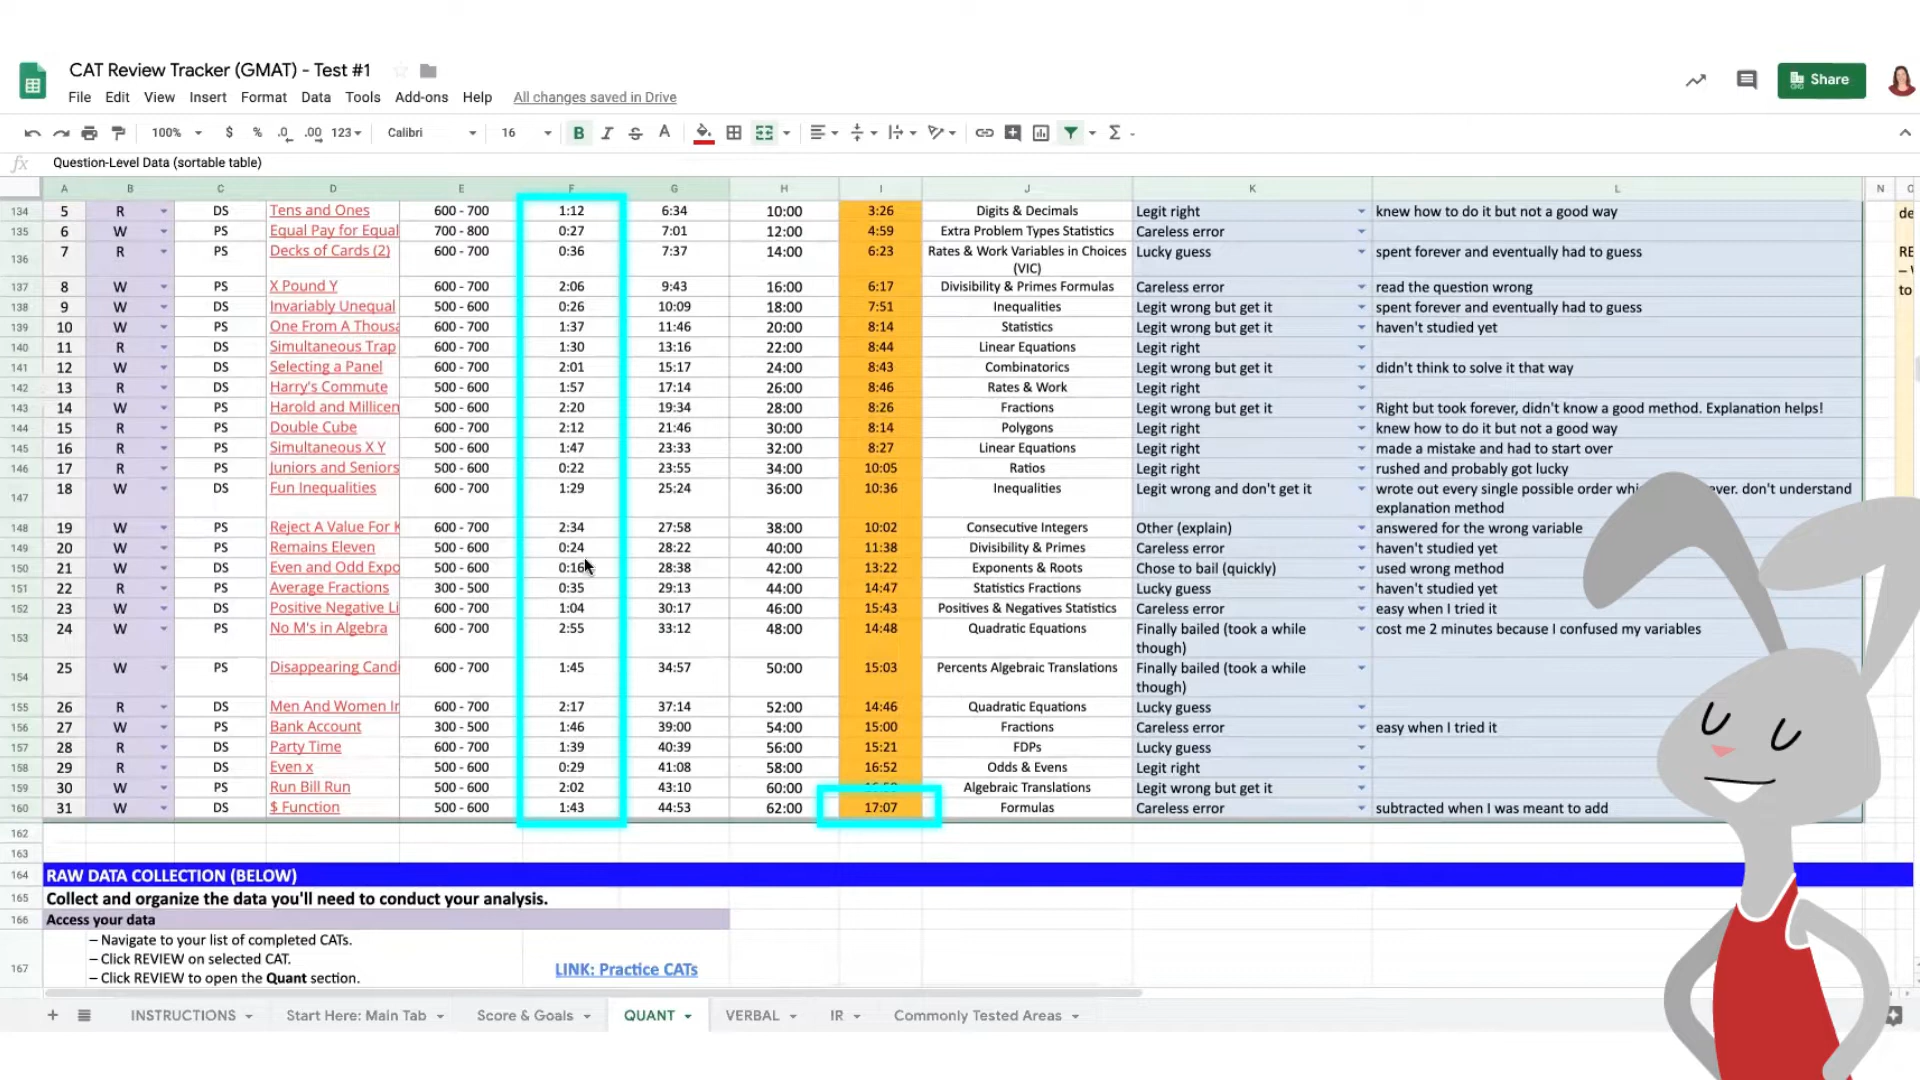 CAT Review Tracker (GMAT) - Test #1
Share
File Edit View Insert Format Data Tools Add-ons Help All changes saved in Drive
100% $ % .0 .00 123 Calibri 16 B I S A Σ
fx Question-Level Data (sortable table)
A B C D E F G H I J K L N
134 5 R DS Tens and Ones 600 - 700 1:12 6:34 10:00 3:26 Digits & Decimals Legit right knew how to do it but not a good way de
135 6 W PS Equal Pay for Equal 700 - 800 0:27 7:01 12:00 4:59 Extra Problem Types Statistics Careless error
136 7 R PS Decks of Cards (2) 600 - 700 0:36 7:37 14:00 6:23 Rates & Work Variables in Choices Lucky guess spent forever and eventually had to guess RE
(VIC)
137 8 W PS X Pound Y 600 - 700 2:06 9:43 16:00 6:17 Divisibility & Primes Formulas Careless error read the question wrong to
138 9 W DS Invariably Unequal 500 - 600 0:26 10:09 18:00 7:51 Inequalities Legit wrong but get it spent forever and eventually had to guess
139 10 W PS One From A Thousa 600 - 700 1:37 11:46 20:00 8:14 Statistics Legit wrong but get it haven't studied yet
140 11 R DS Simultaneous Trap 600 - 700 1:30 13:16 22:00 8:44 Linear Equations Legit right
141 12 W PS Selecting a Panel 600 - 700 2:01 15:17 24:00 8:43 Combinatorics Legit wrong but get it didn't think to solve it that way
142 13 R DS Harry's Commute 500 - 600 1:57 17:14 26:00 8:46 Rates & Work Legit right
143 14 W PS Harold and Millicen 500 - 600 2:20 19:34 28:00 8:26 Fractions Legit wrong but get it Right but took forever, didn't know a good method. Explanation helps!
144 15 R PS Double Cube 600 - 700 2:12 21:46 30:00 8:14 Polygons Legit right knew how to do it but not a good way
145 16 R DS Simultaneous X Y 500 - 600 1:47 23:33 32:00 8:27 Linear Equations Legit right made a mistake and had to start over
146 17 R PS Juniors and Seniors 500 - 600 0:22 23:55 34:00 10:05 Ratios Legit right rushed and probably got lucky
147 18 W DS Fun Inequalities 600 - 700 1:29 25:24 36:00 10:36 Inequalities Legit wrong and don't get it wrote out every single possible order don't understand
explanation method
148 19 W PS Reject A Value For 600 - 700 2:34 27:58 38:00 10:02 Consecutive Integers Other (explain) answered for the wrong variable
149 20 W PS Remains Eleven 500 - 600 0:24 28:22 40:00 11:38 Divisibility & Primes Careless error haven't studied yet
150 21 W DS Even and Odd Expo 500 - 600 0:16 28:38 42:00 13:22 Exponents & Roots Chose to bail (quickly) used wrong method
151 22 R PS Average Fractions 300 - 500 0:35 29:13 44:00 14:47 Statistics Fractions Lucky guess haven't studied yet
152 23 W DS Positive Negative Li 600 - 700 1:04 30:17 46:00 15:43 Positives & Negatives Statistics Careless error easy when I tried it
153 24 W PS No M's in Algebra 600 - 700 2:55 33:12 48:00 14:48 Quadratic Equations Finally bailed (took a while cost me 2 minutes because I confused my variables
though)
154 25 W PS Disappearing Candi 600 - 700 1:45 34:57 50:00 15:03 Percents Algebraic Translations Finally bailed (took a while
though)
155 26 R DS Men And Women In 600 - 700 2:17 37:14 52:00 14:46 Quadratic Equations Lucky guess
156 27 W PS Bank Account 300 - 500 1:46 39:00 54:00 15:00 Fractions Careless error easy when I tried it
157 28 R PS Party Time 600 - 700 1:39 40:39 56:00 15:21 FDPs Lucky guess
158 29 R DS Even x 500 - 600 0:29 41:08 58:00 16:52 Odds & Evens Legit right
159 30 W PS Run Bill Run 500 - 600 2:02 43:10 60:00 Algebraic Translations Legit wrong but get it
160 31 W DS $ Function 500 - 600 1:43 44:53 62:00 17:07 Formulas Careless error subtracted when I was meant to add
162
163
164 RAW DATA COLLECTION (BELOW)
165 Collect and organize the data you'll need to conduct your analysis.
166 Access your data
– Navigate to your list of completed CATs.
– Click REVIEW on selected CAT.
167 LINK: Practice CATs
– Click REVIEW to open the Quant section.
+ INSTRUCTIONS Start Here: Main Tab Score & Goals QUANT VERBAL IR Commonly Tested Areas